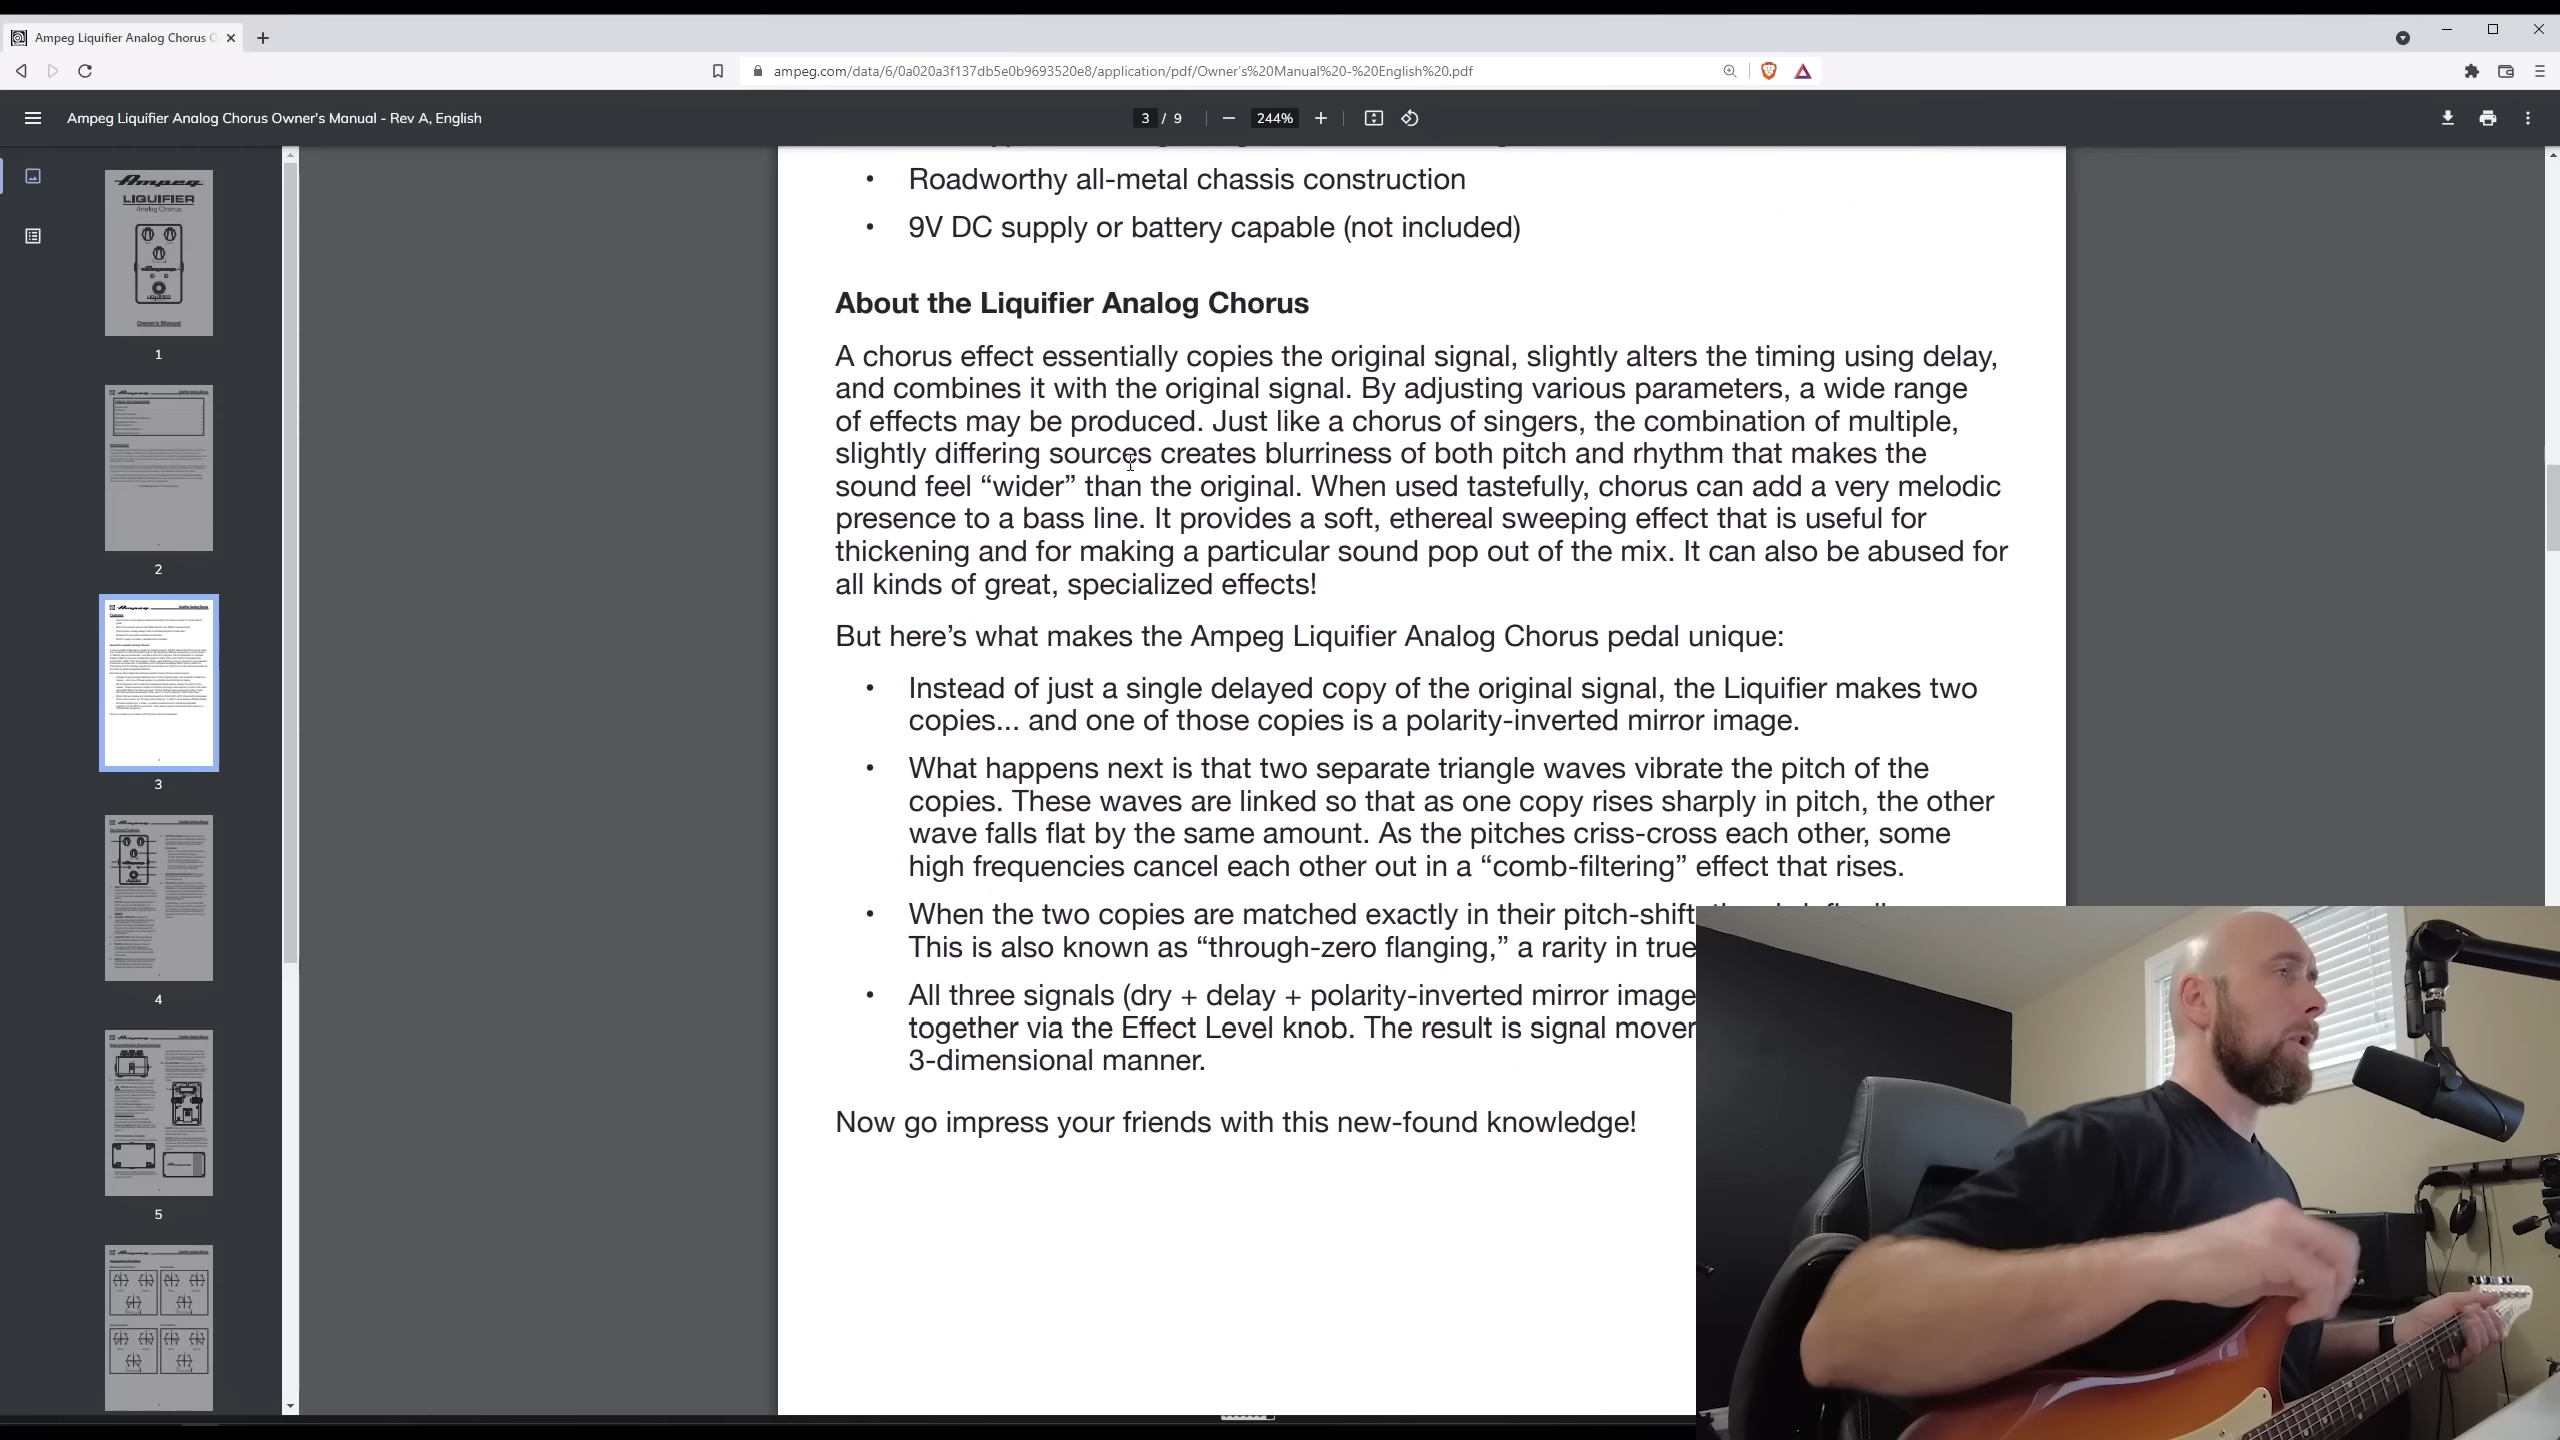 Ampeg Liquifier Analog Chorus O
ampeg.com/data/6/0a020a3f137db5e0b9693520e8/application/pdf/Owner's%20Manual%20-%20English%20.pdf
Ampeg Liquifier Analog Chorus Owner's Manual - Rev A, English
3 / 9
244%
Ampeg
LIQUIFIER
Analog Chorus
Owner's Manual
1
2
3
4
5
• Roadworthy all-metal chassis construction
• 9V DC supply or battery capable (not included)
About the Liquifier Analog Chorus
A chorus effect essentially copies the original signal, slightly alters the timing using delay,
and combines it with the original signal. By adjusting various parameters, a wide range
of effects may be produced. Just like a chorus of singers, the combination of multiple,
slightly differing sources creates blurriness of both pitch and rhythm that makes the
sound feel “wider” than the original. When used tastefully, chorus can add a very melodic
presence to a bass line. It provides a soft, ethereal sweeping effect that is useful for
thickening and for making a particular sound pop out of the mix. It can also be abused for
all kinds of great, specialized effects!
But here’s what makes the Ampeg Liquifier Analog Chorus pedal unique:
• Instead of just a single delayed copy of the original signal, the Liquifier makes two
copies... and one of those copies is a polarity-inverted mirror image.
• What happens next is that two separate triangle waves vibrate the pitch of the
copies. These waves are linked so that as one copy rises sharply in pitch, the other
wave falls flat by the same amount. As the pitches criss-cross each other, some
high frequencies cancel each other out in a “comb-filtering” effect that rises.
• When the two copies are matched exactly in their pitch-shift
This is also known as “through-zero flanging,” a rarity in true
• All three signals (dry + delay + polarity-inverted mirror image
together via the Effect Level knob. The result is signal mover
3-dimensional manner.
Now go impress your friends with this new-found knowledge!